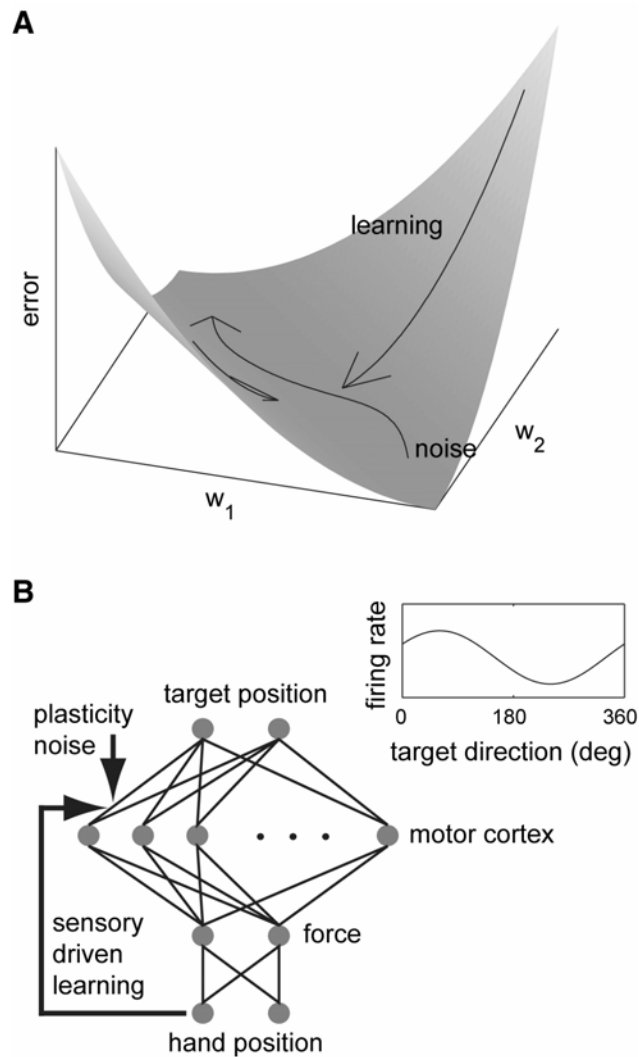 A
learning
error
noise
w2
w1
B
firing rate
0 180 360
target direction (deg)
target position
plasticity
noise
motor cortex
sensory
driven
learning
force
hand position